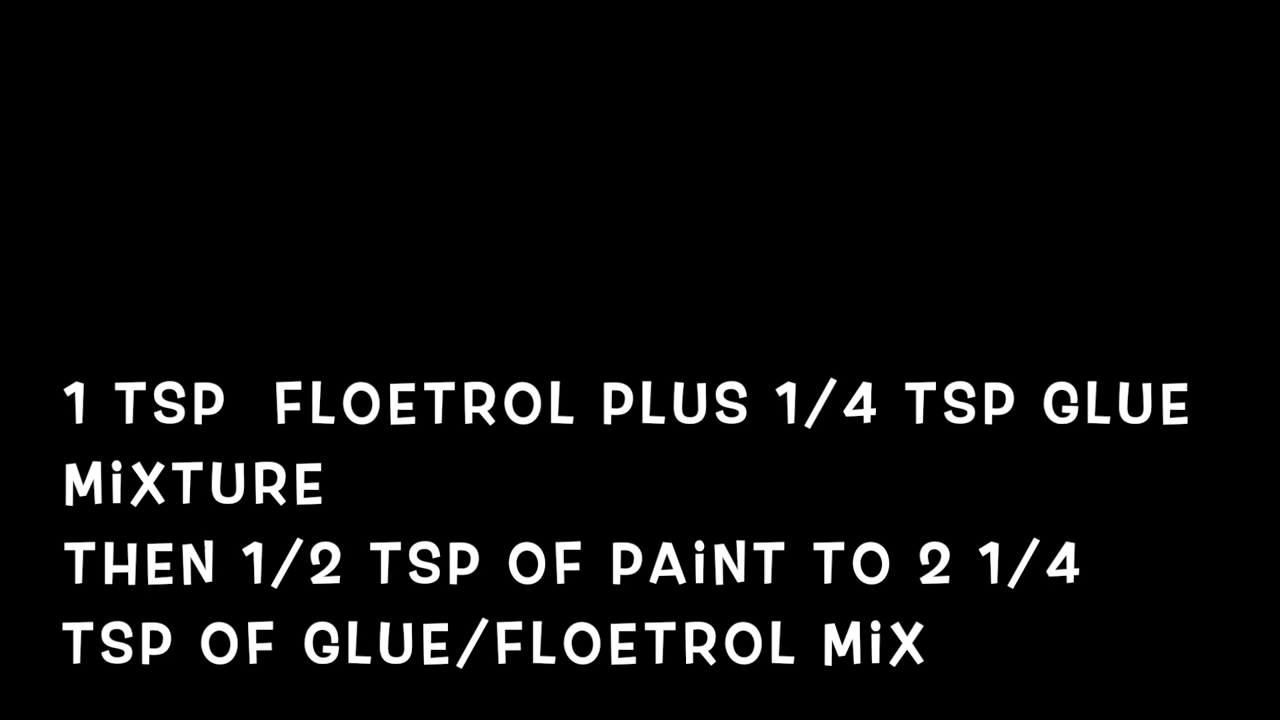 1 TSP  FLOETROL PLUS 1/4 TSP GLUE
MiXTURE
THEN 1/2 TSP OF PAiNT TO 2 1/4
TSP OF GLUE/FLOETROL MiX